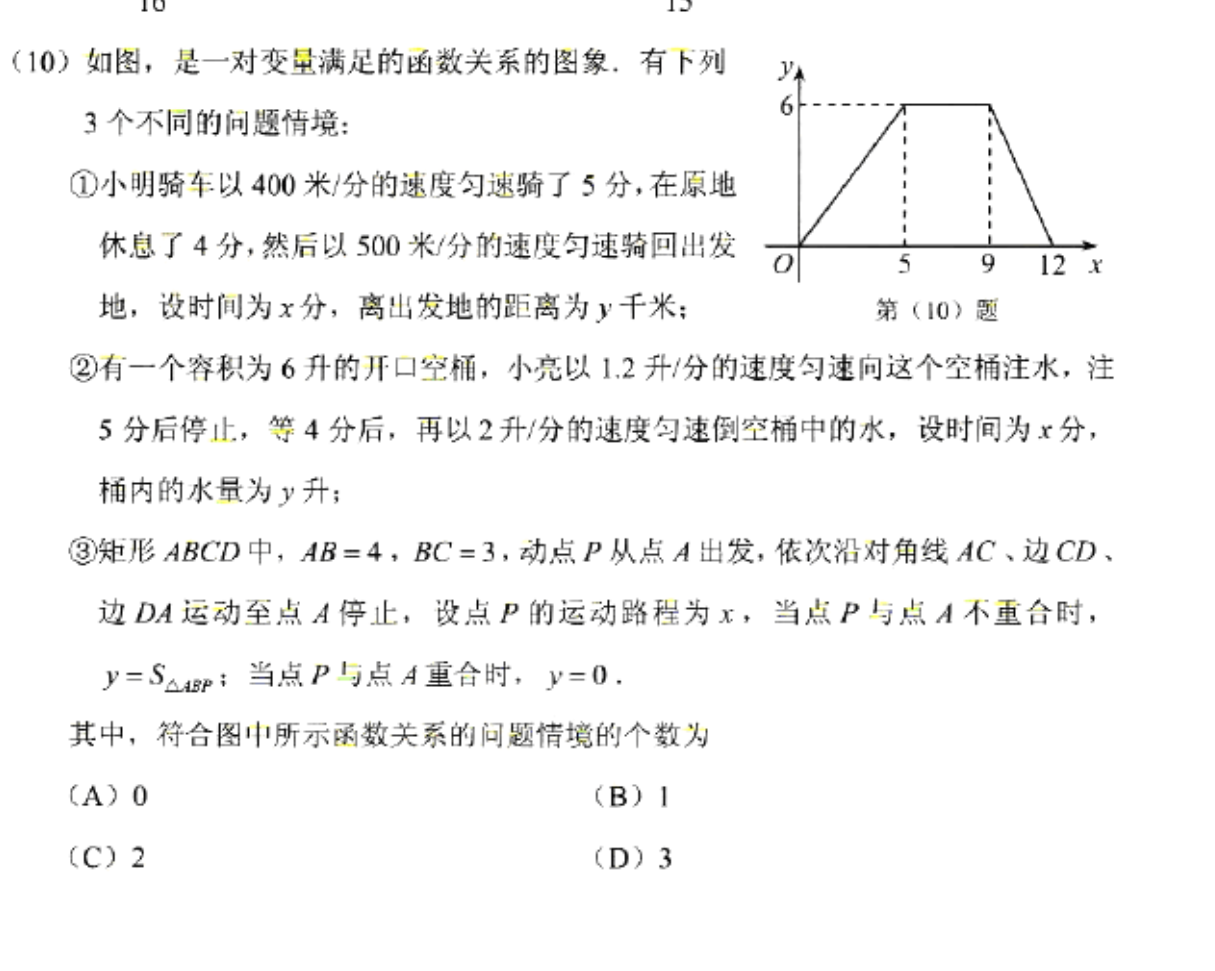 16 15
（10）如图，是一对变量满足的函数关系的图象．有下列
3 个不同的问题情境：
①小明骑车以 400 米/分的速度匀速骑了 5 分，在原地
休息了 4 分，然后以 500 米/分的速度匀速骑回出发
地，设时间为 x 分，离出发地的距离为 y 千米；
y
6
O 5 9 12 x
第（10）题
②有一个容积为 6 升的开口空桶，小亮以 1.2 升/分的速度匀速向这个空桶注水，注
5 分后停止，等 4 分后，再以 2 升/分的速度匀速倒空桶中的水，设时间为 x 分，
桶内的水量为 y 升；
③矩形 ABCD 中，AB = 4，BC = 3，动点 P 从点 A 出发，依次沿对角线 AC、边 CD、
边 DA 运动至点 A 停止，设点 P 的运动路程为 x，当点 P 与点 A 不重合时，
y = S△ABP；当点 P 与点 A 重合时，y = 0．
其中，符合图中所示函数关系的问题情境的个数为
（A）0 （B）1
（C）2 （D）3